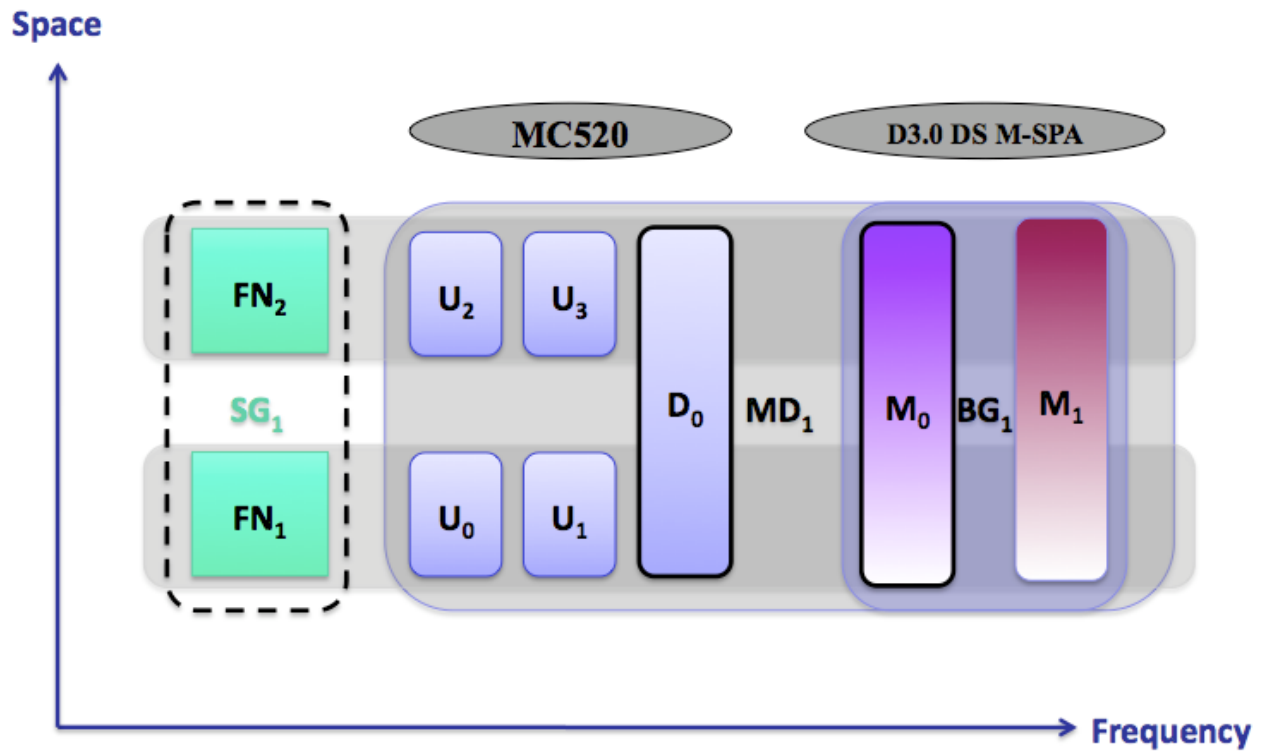 Space
MC520
D3.0 DS M-SPA
FN₂
U₂
U₃
SG₁
D₀
MD₁
M₀
BG₁
M₁
FN₁
U₀
U₁
Frequency